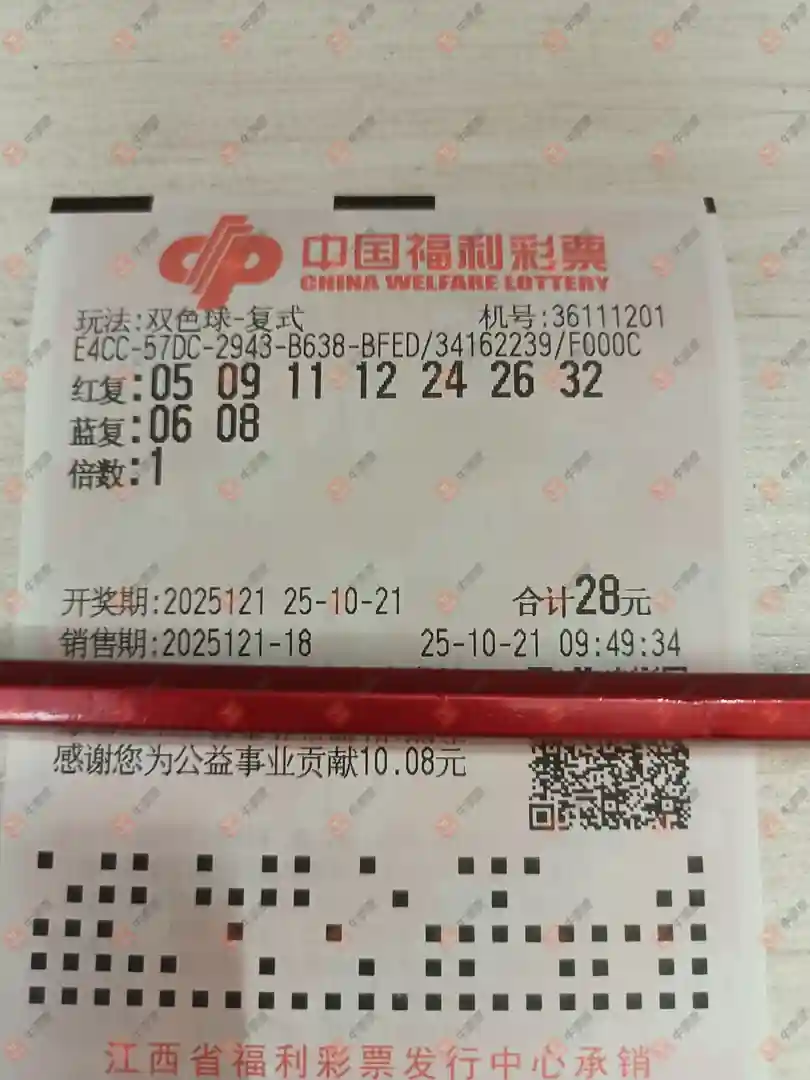 中国福利彩票
CHINA WELFARE LOTTERY
玩法:双色球-复式 机号:36111201
E4CC-57DC-2943-B638-BFED/34162239/F000C
红复:05 09 11 12 24 26 32
蓝复:06 08
倍数:1
开奖期:2025121 25-10-21 合计28元
销售期:2025121-18 25-10-21 09:49:34
感谢您为公益事业贡献10.08元
江西省福利彩票发行中心承销